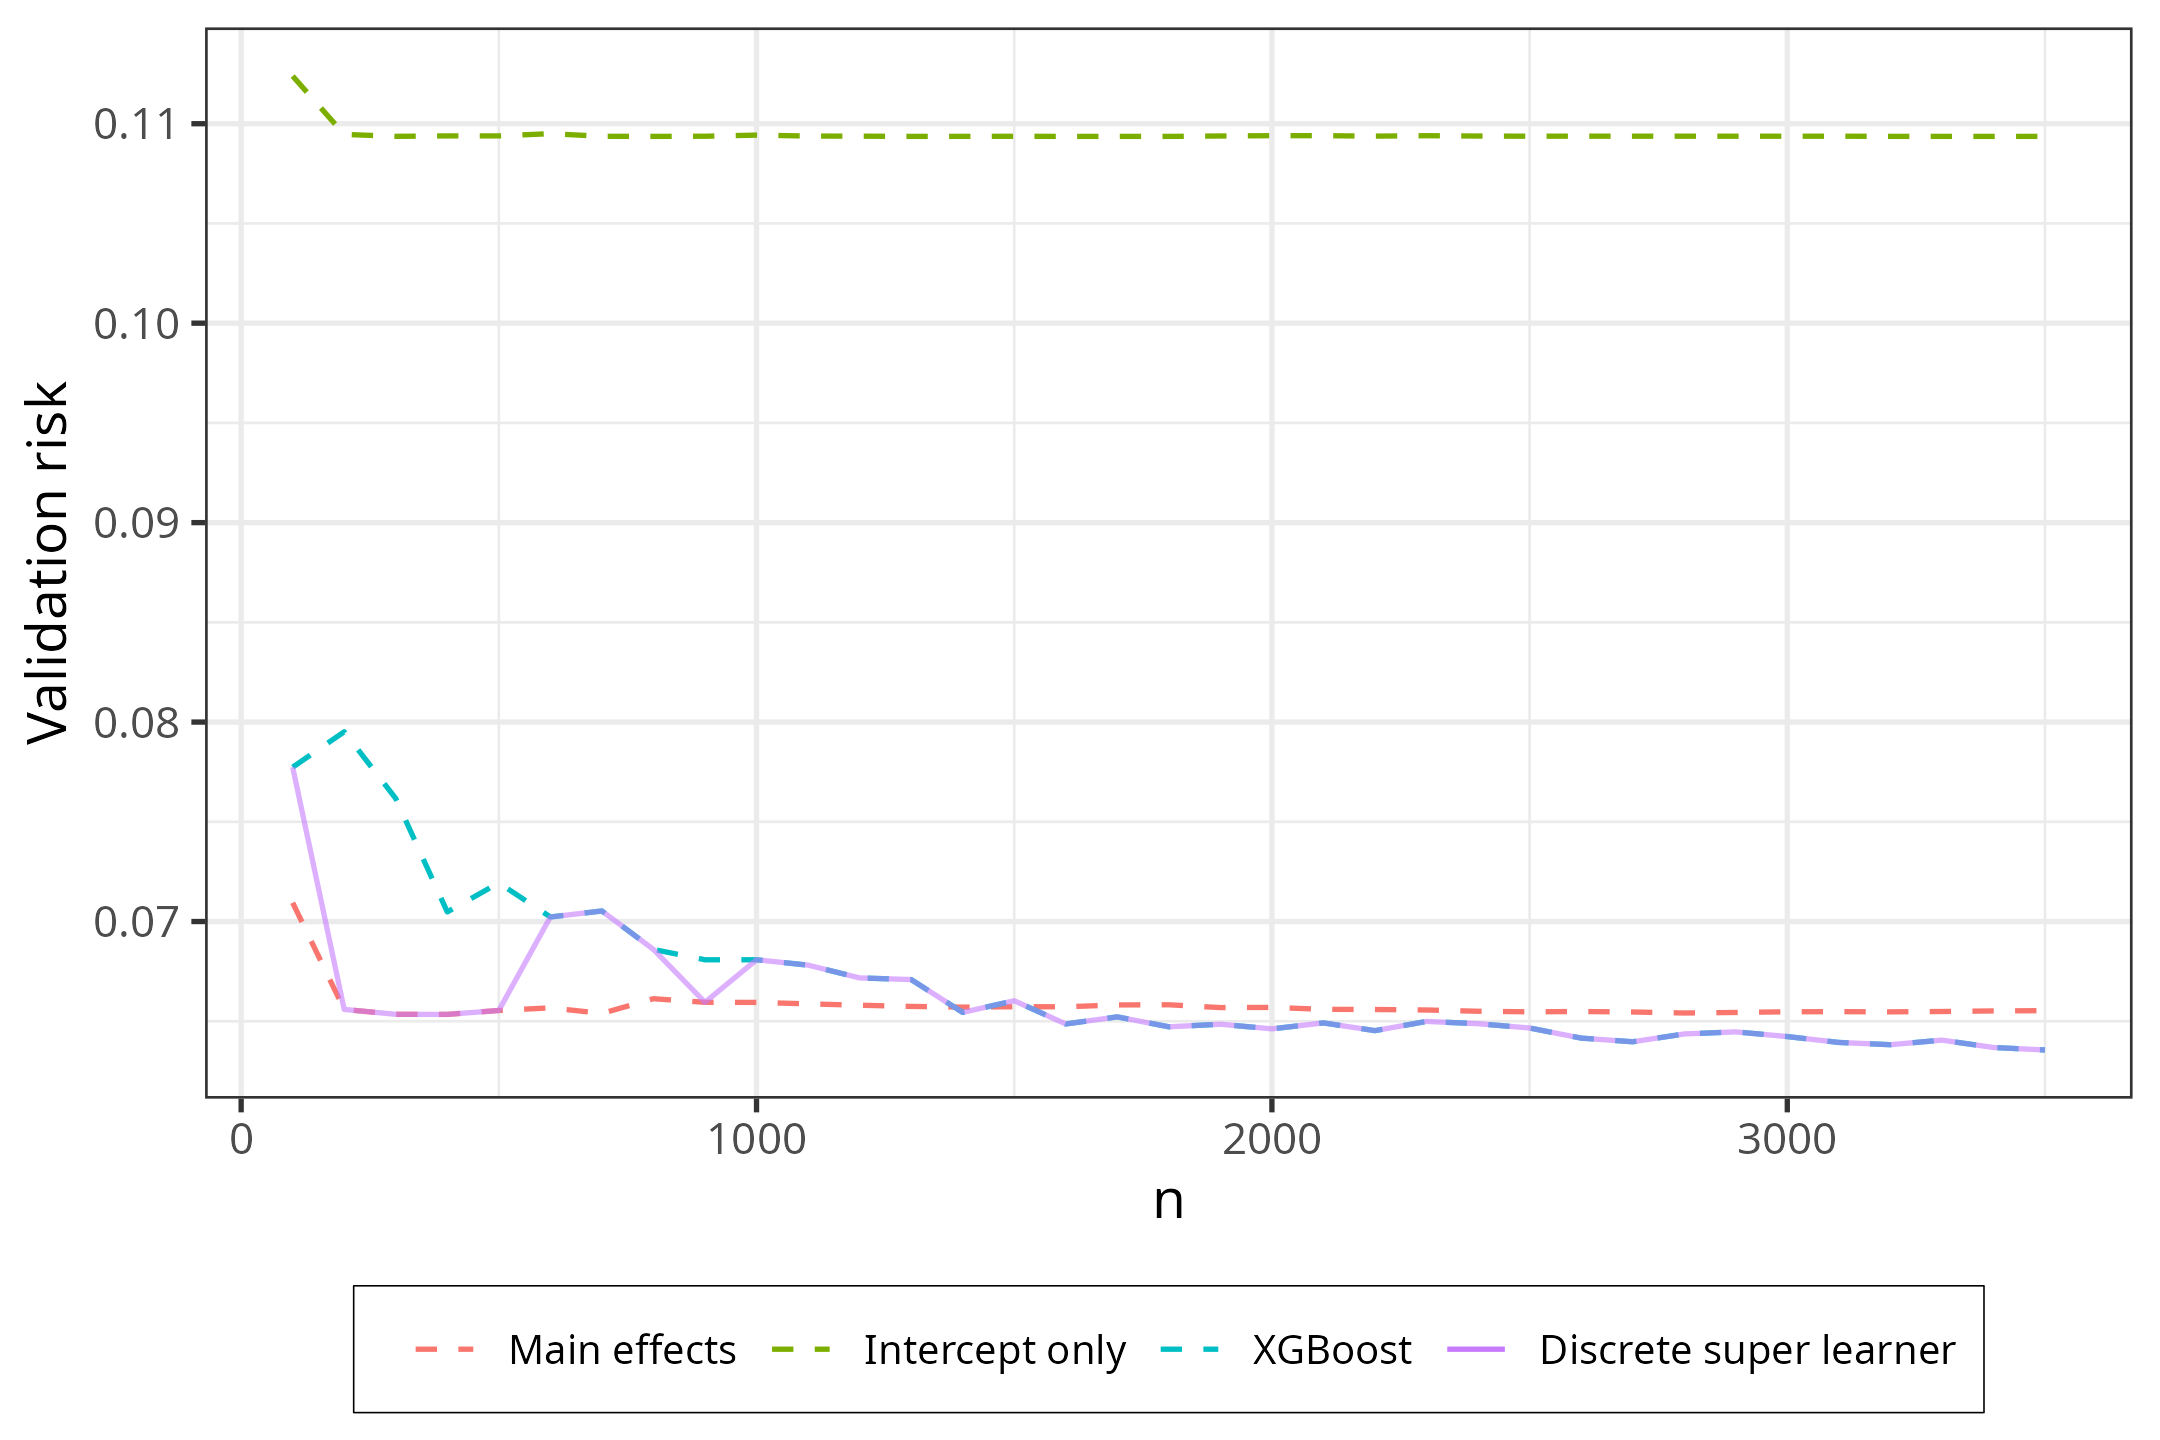 Validation risk
0.11
0.10
0.09
0.08
0.07
0 1000 2000 3000
n
Main effects Intercept only XGBoost Discrete super learner